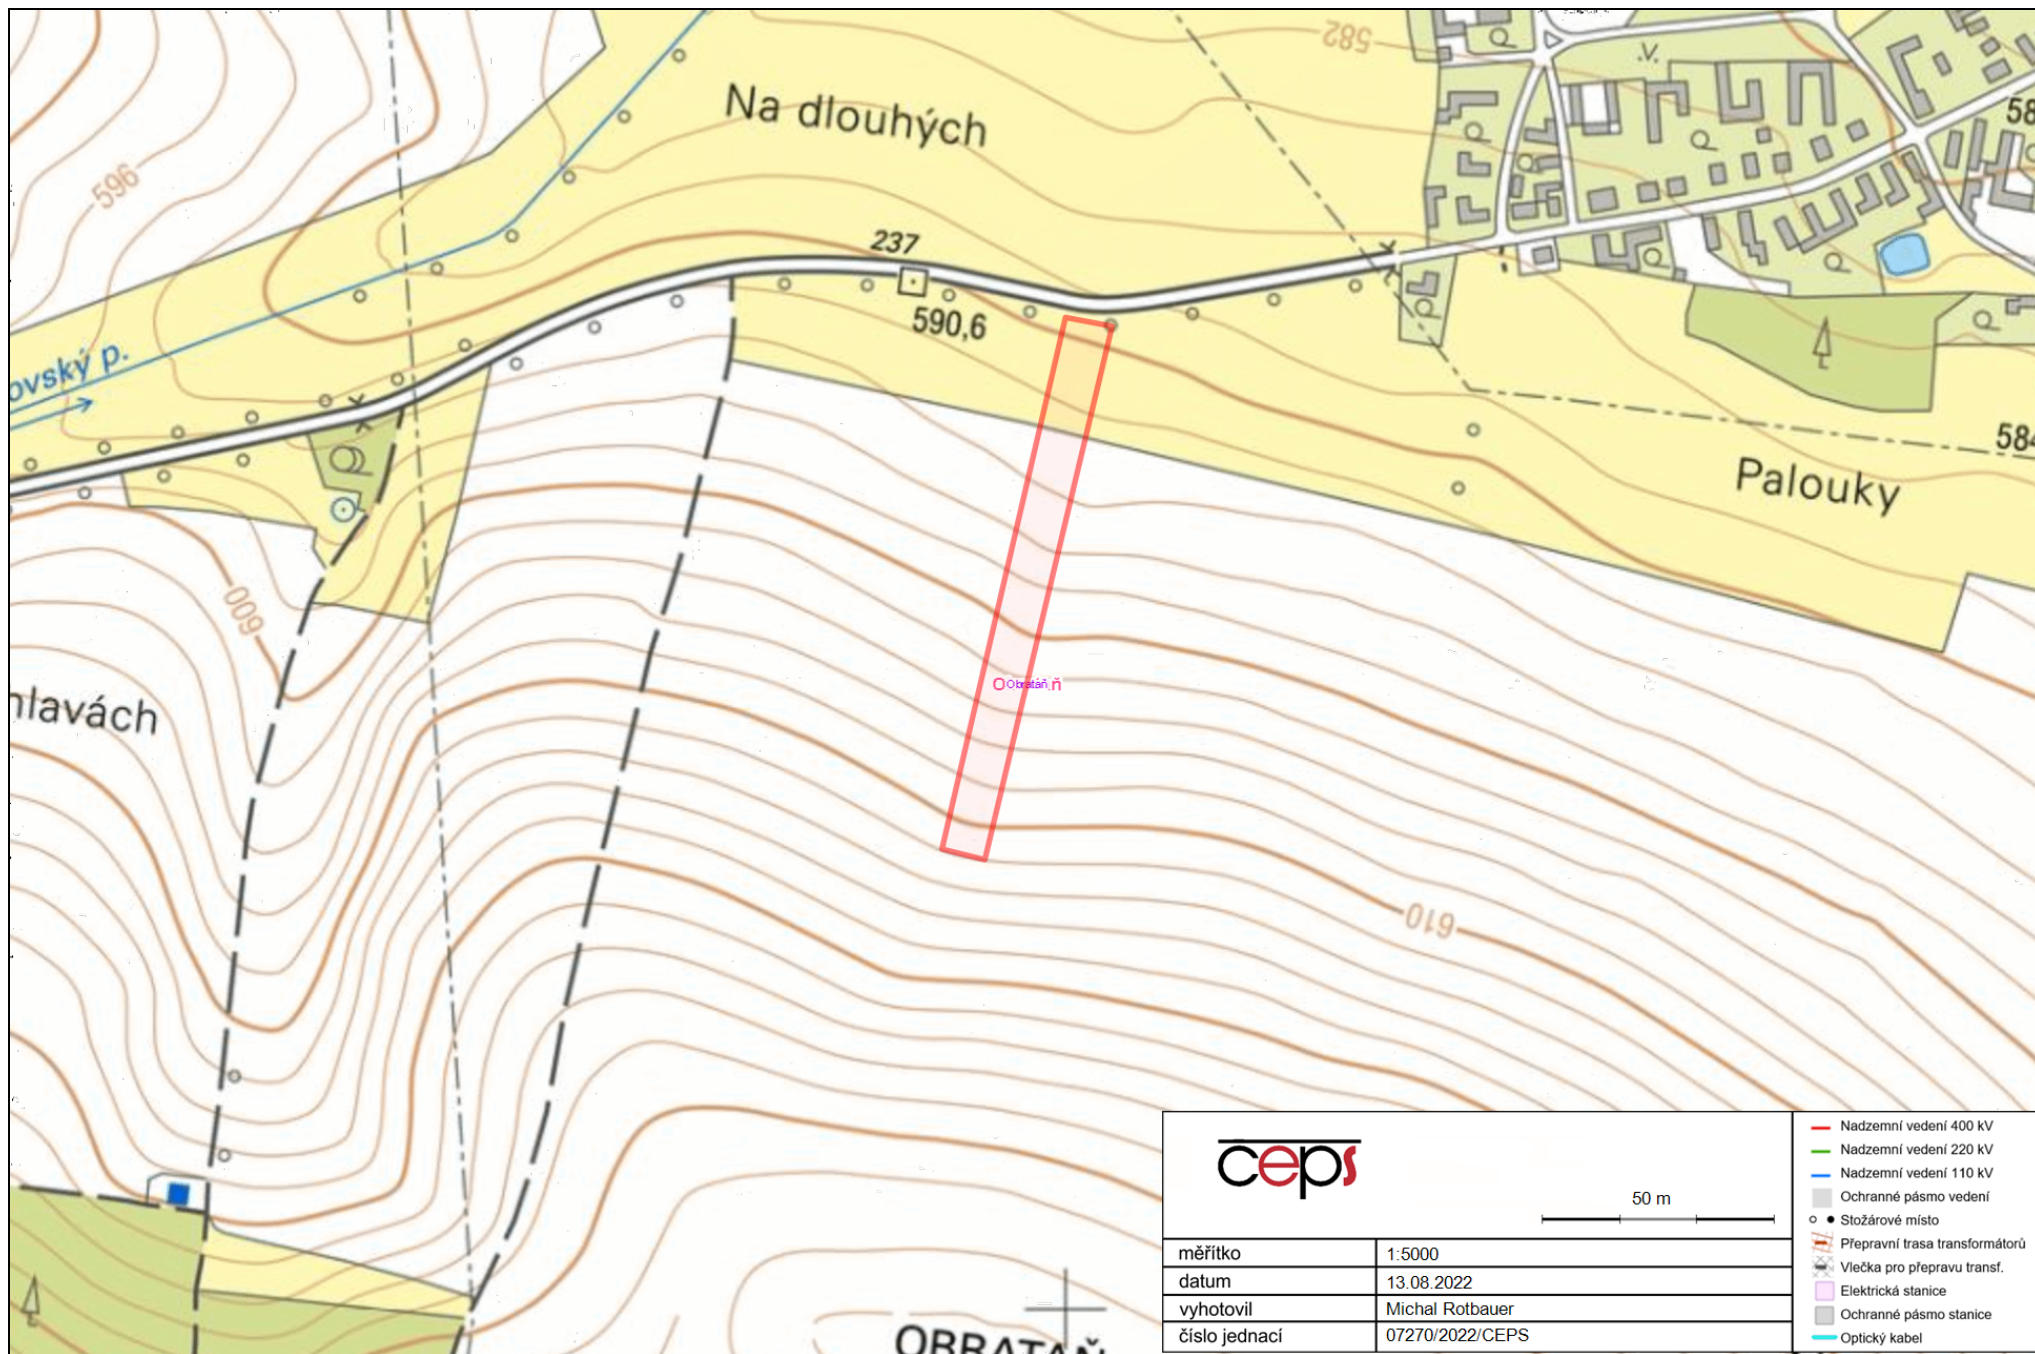 582
Na dlouhých
.V.
58
596
237
590,6
ovský p.
584
Palouky
600
Obratáň
hlavách
610
OBRATAŇ
čeps
50 m
měřítko 1:5000
datum 13.08.2022
vyhotovil Michal Rotbauer
číslo jednací 07270/2022/CEPS
Nadzemní vedení 400 kV
Nadzemní vedení 220 kV
Nadzemní vedení 110 kV
Ochranné pásmo vedení
Stožárové místo
Přepravní trasa transformátorů
Vlečka pro přepravu transf.
Elektrická stanice
Ochranné pásmo stanice
Optický kabel